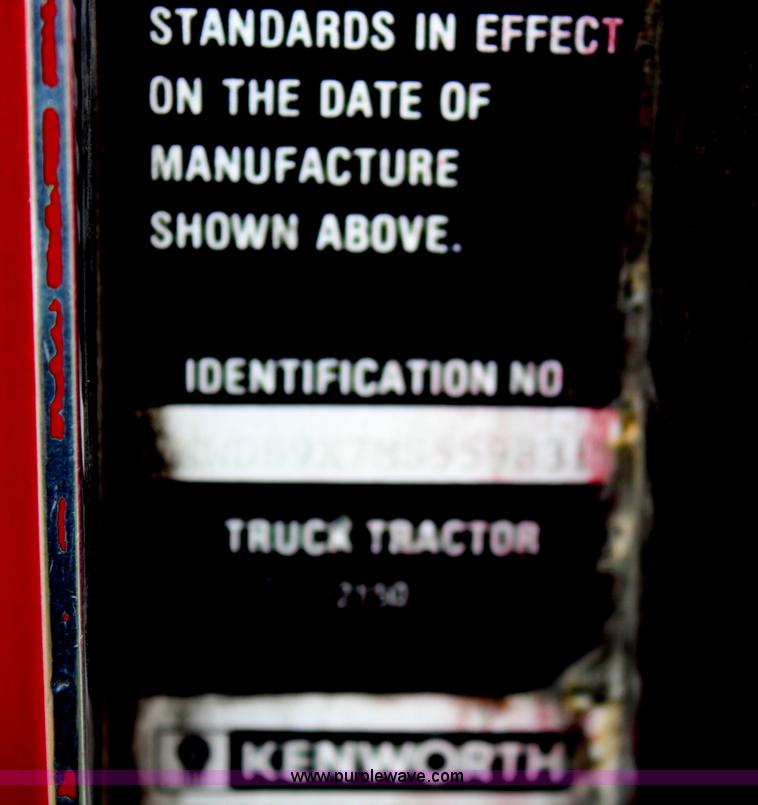 STANDARDS IN EFFECT
ON THE DATE OF
MANUFACTURE
SHOWN ABOVE.
IDENTIFICATION NO
TRUCK TRACTOR
KENWORTH
www.purplewave.com